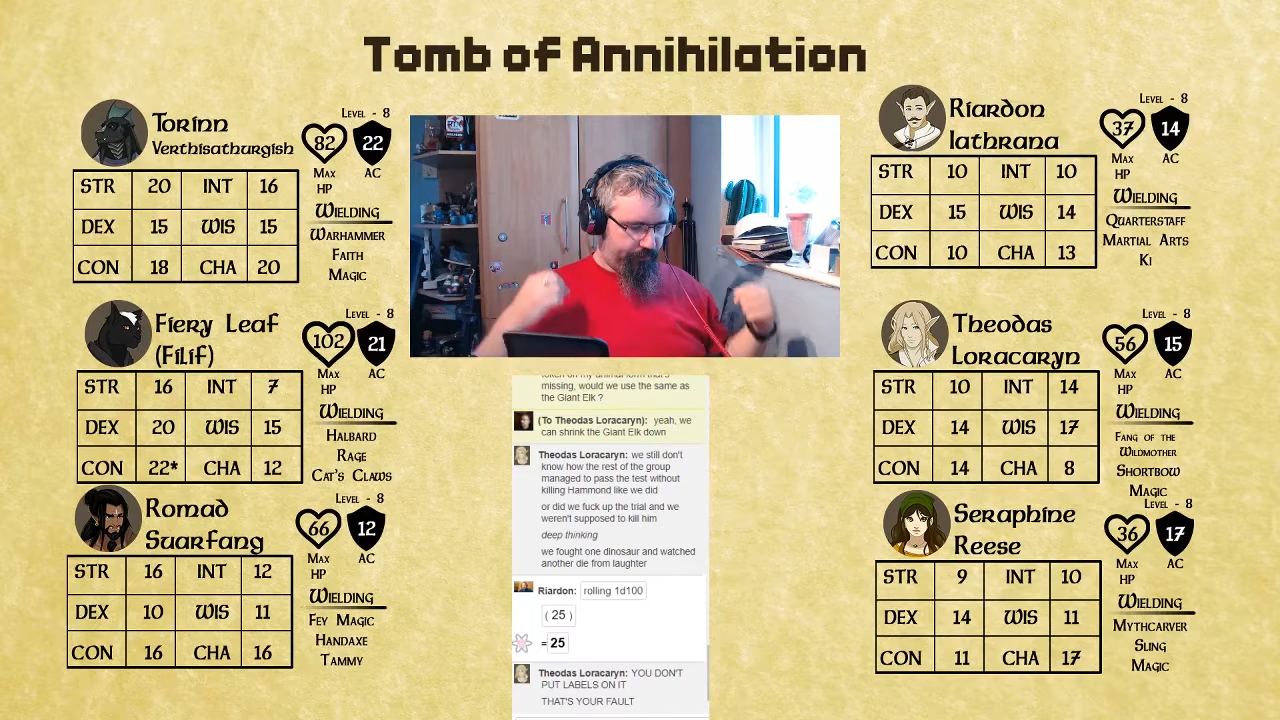 Tomb of Annihilation
Torinn
Verthisathurgish
Level - 8
82
22
Max HP
AC
STR 20 INT 16
DEX 15 WIS 15
CON 18 CHA 20
Wielding
Warhammer
Faith
Magic
Fiery Leaf
(Filif)
Level - 8
102
21
Max HP
AC
STR 16 INT 7
DEX 20 WIS 15
CON 22* CHA 12
Wielding
Halbard
Rage
Cat's Claws
Romad
Suarfang
Level - 8
66
12
Max HP
AC
STR 16 INT 12
DEX 10 WIS 11
CON 16 CHA 16
Wielding
Fey Magic
Handaxe
Tammy
missing, would we use the same as
the Giant Elk ?
(To Theodas Loracaryn): yeah, we
can shrink the Giant Elk down
Theodas Loracaryn: we still don't
know how the rest of the group
managed to pass the test without
killing Hammond like we did
or did we fuck up the trial and we
weren't supposed to kill him
deep thinking
we fought one dinosaur and watched
another die from laughter
Riardon: rolling 1d100
( 25 )
= 25
Theodas Loracaryn: YOU DON'T
PUT LABELS ON IT
THAT'S YOUR FAULT
Riardon
Iathrana
Level - 8
37
14
Max HP
AC
STR 10 INT 10
DEX 15 WIS 14
CON 10 CHA 13
Wielding
Quarterstaff
Martial Arts
Ki
Theodas
Loracaryn
Level - 8
56
15
Max HP
AC
STR 10 INT 14
DEX 14 WIS 17
CON 14 CHA 8
Wielding
Fang of the
Wildmother
Shortbow
Magic
Seraphine
Reese
Level - 8
36
17
Max HP
AC
STR 9 INT 10
DEX 14 WIS 11
CON 11 CHA 17
Wielding
Mythcarver
Sling
Magic